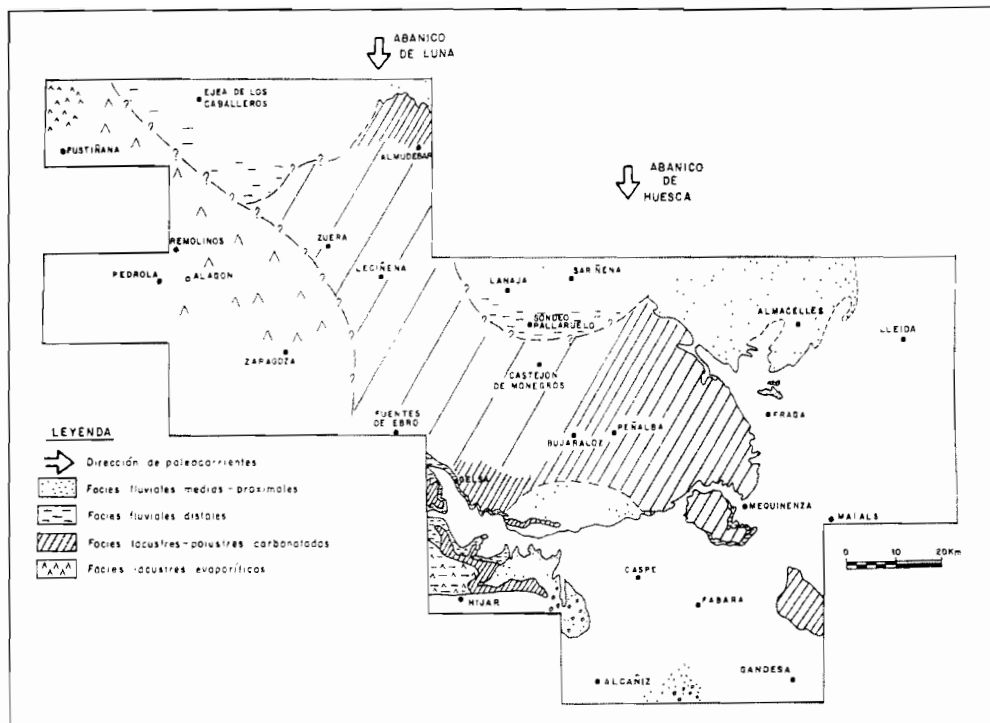 ABANICO
DE LUNA
EJEA DE LOS
CABALLEROS
FUSTIÑANA
ALMUDEBAR
ABANICO
DE
HUESCA
ZUERA
REMOLINOS
LECIÑENA
PEDROLA
ALAGON
LANAJA
SARIÑENA
SONDEO
PALLARUELO
ALMACELLES
LLEIDA
ZARAGOZA
CASTEJON
DE MONEGROS
FRAGA
FUENTES
DE EBRO
BUJARALOZ
PEÑALBA
LEYENDA
Dirección de paleocorrientes
Facies fluviales medias-proximales
Facies fluviales distales
Facies lacustres-palustres carbonatadas
Facies lacustres evaporíticas
GELSA
MEQUINENZA
MAIALS
0 10 20Km
CASPE
FABARA
HIJAR
ALCAÑIZ
GANDESA
? ? ? ? ? ? ? ? ? ? ? ? ? ? ? ?